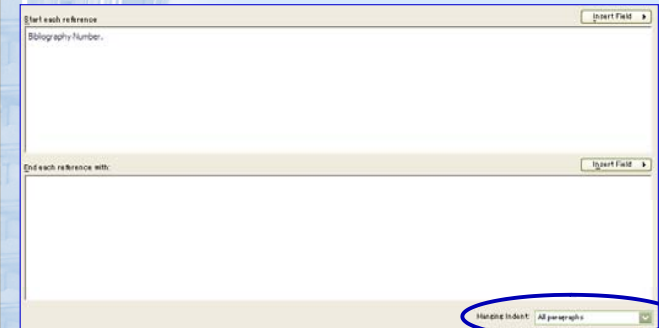 Start each reference
Insert Field
Bibliography Number.
End each reference with:
Insert Field
Hanging Indent: All paragraphs